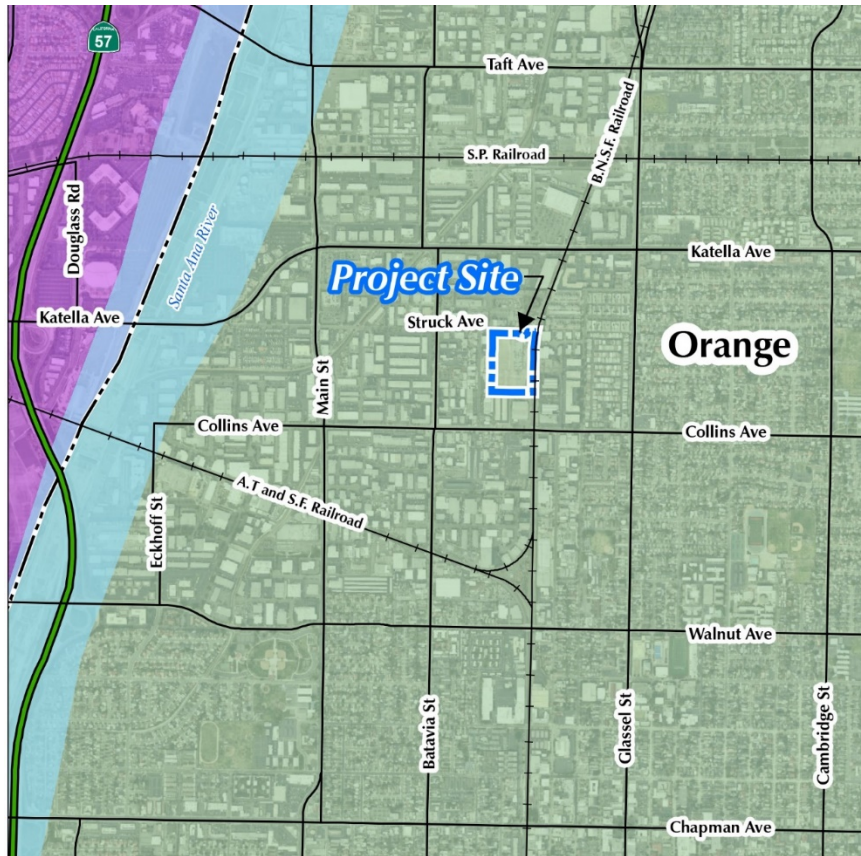 CALIFORNIA
57
Taft Ave
S.P. Railroad
B.N.S.F. Railroad
Douglass Rd
Santa Ana River
Katella Ave
Project Site
Katella Ave
Struck Ave
Orange
Main St
Collins Ave
Collins Ave
A.T and S.F. Railroad
Eckhoff St
Walnut Ave
Batavia St
Glassel St
Cambridge St
Chapman Ave